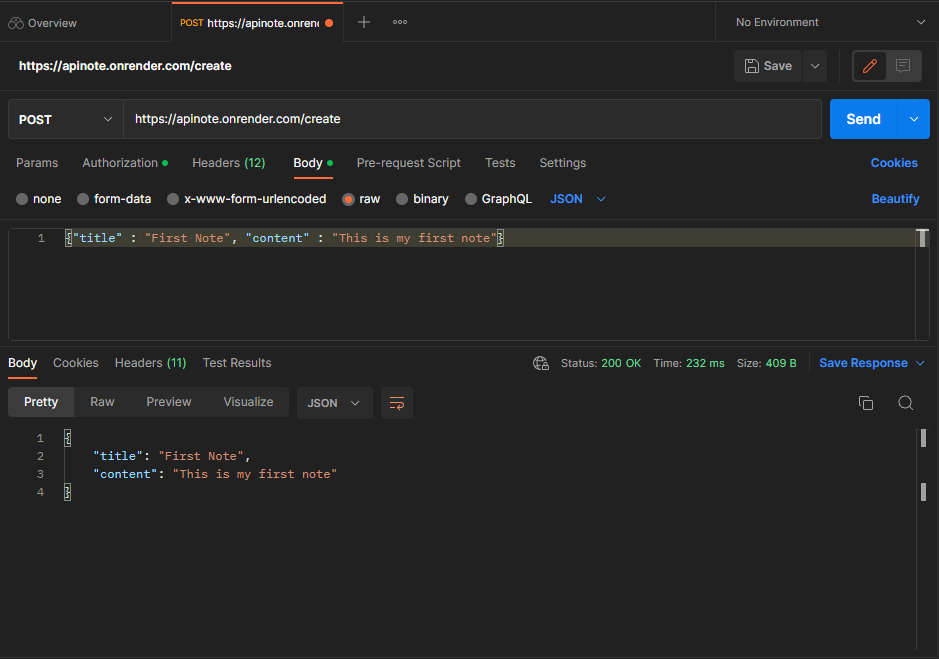 Overview
POST https://apinote.onren
No Environment
https://apinote.onrender.com/create
Save
POST
https://apinote.onrender.com/create
Send
Params Authorization Headers (12) Body Pre-request Script Tests Settings Cookies
none form-data x-www-form-urlencoded raw binary GraphQL JSON Beautify
1 {"title" : "First Note", "content" : "This is my first note"}
Body Cookies Headers (11) Test Results Status: 200 OK Time: 232 ms Size: 409 B Save Response
Pretty Raw Preview Visualize JSON
1 {
2 "title": "First Note",
3 "content": "This is my first note"
4 }